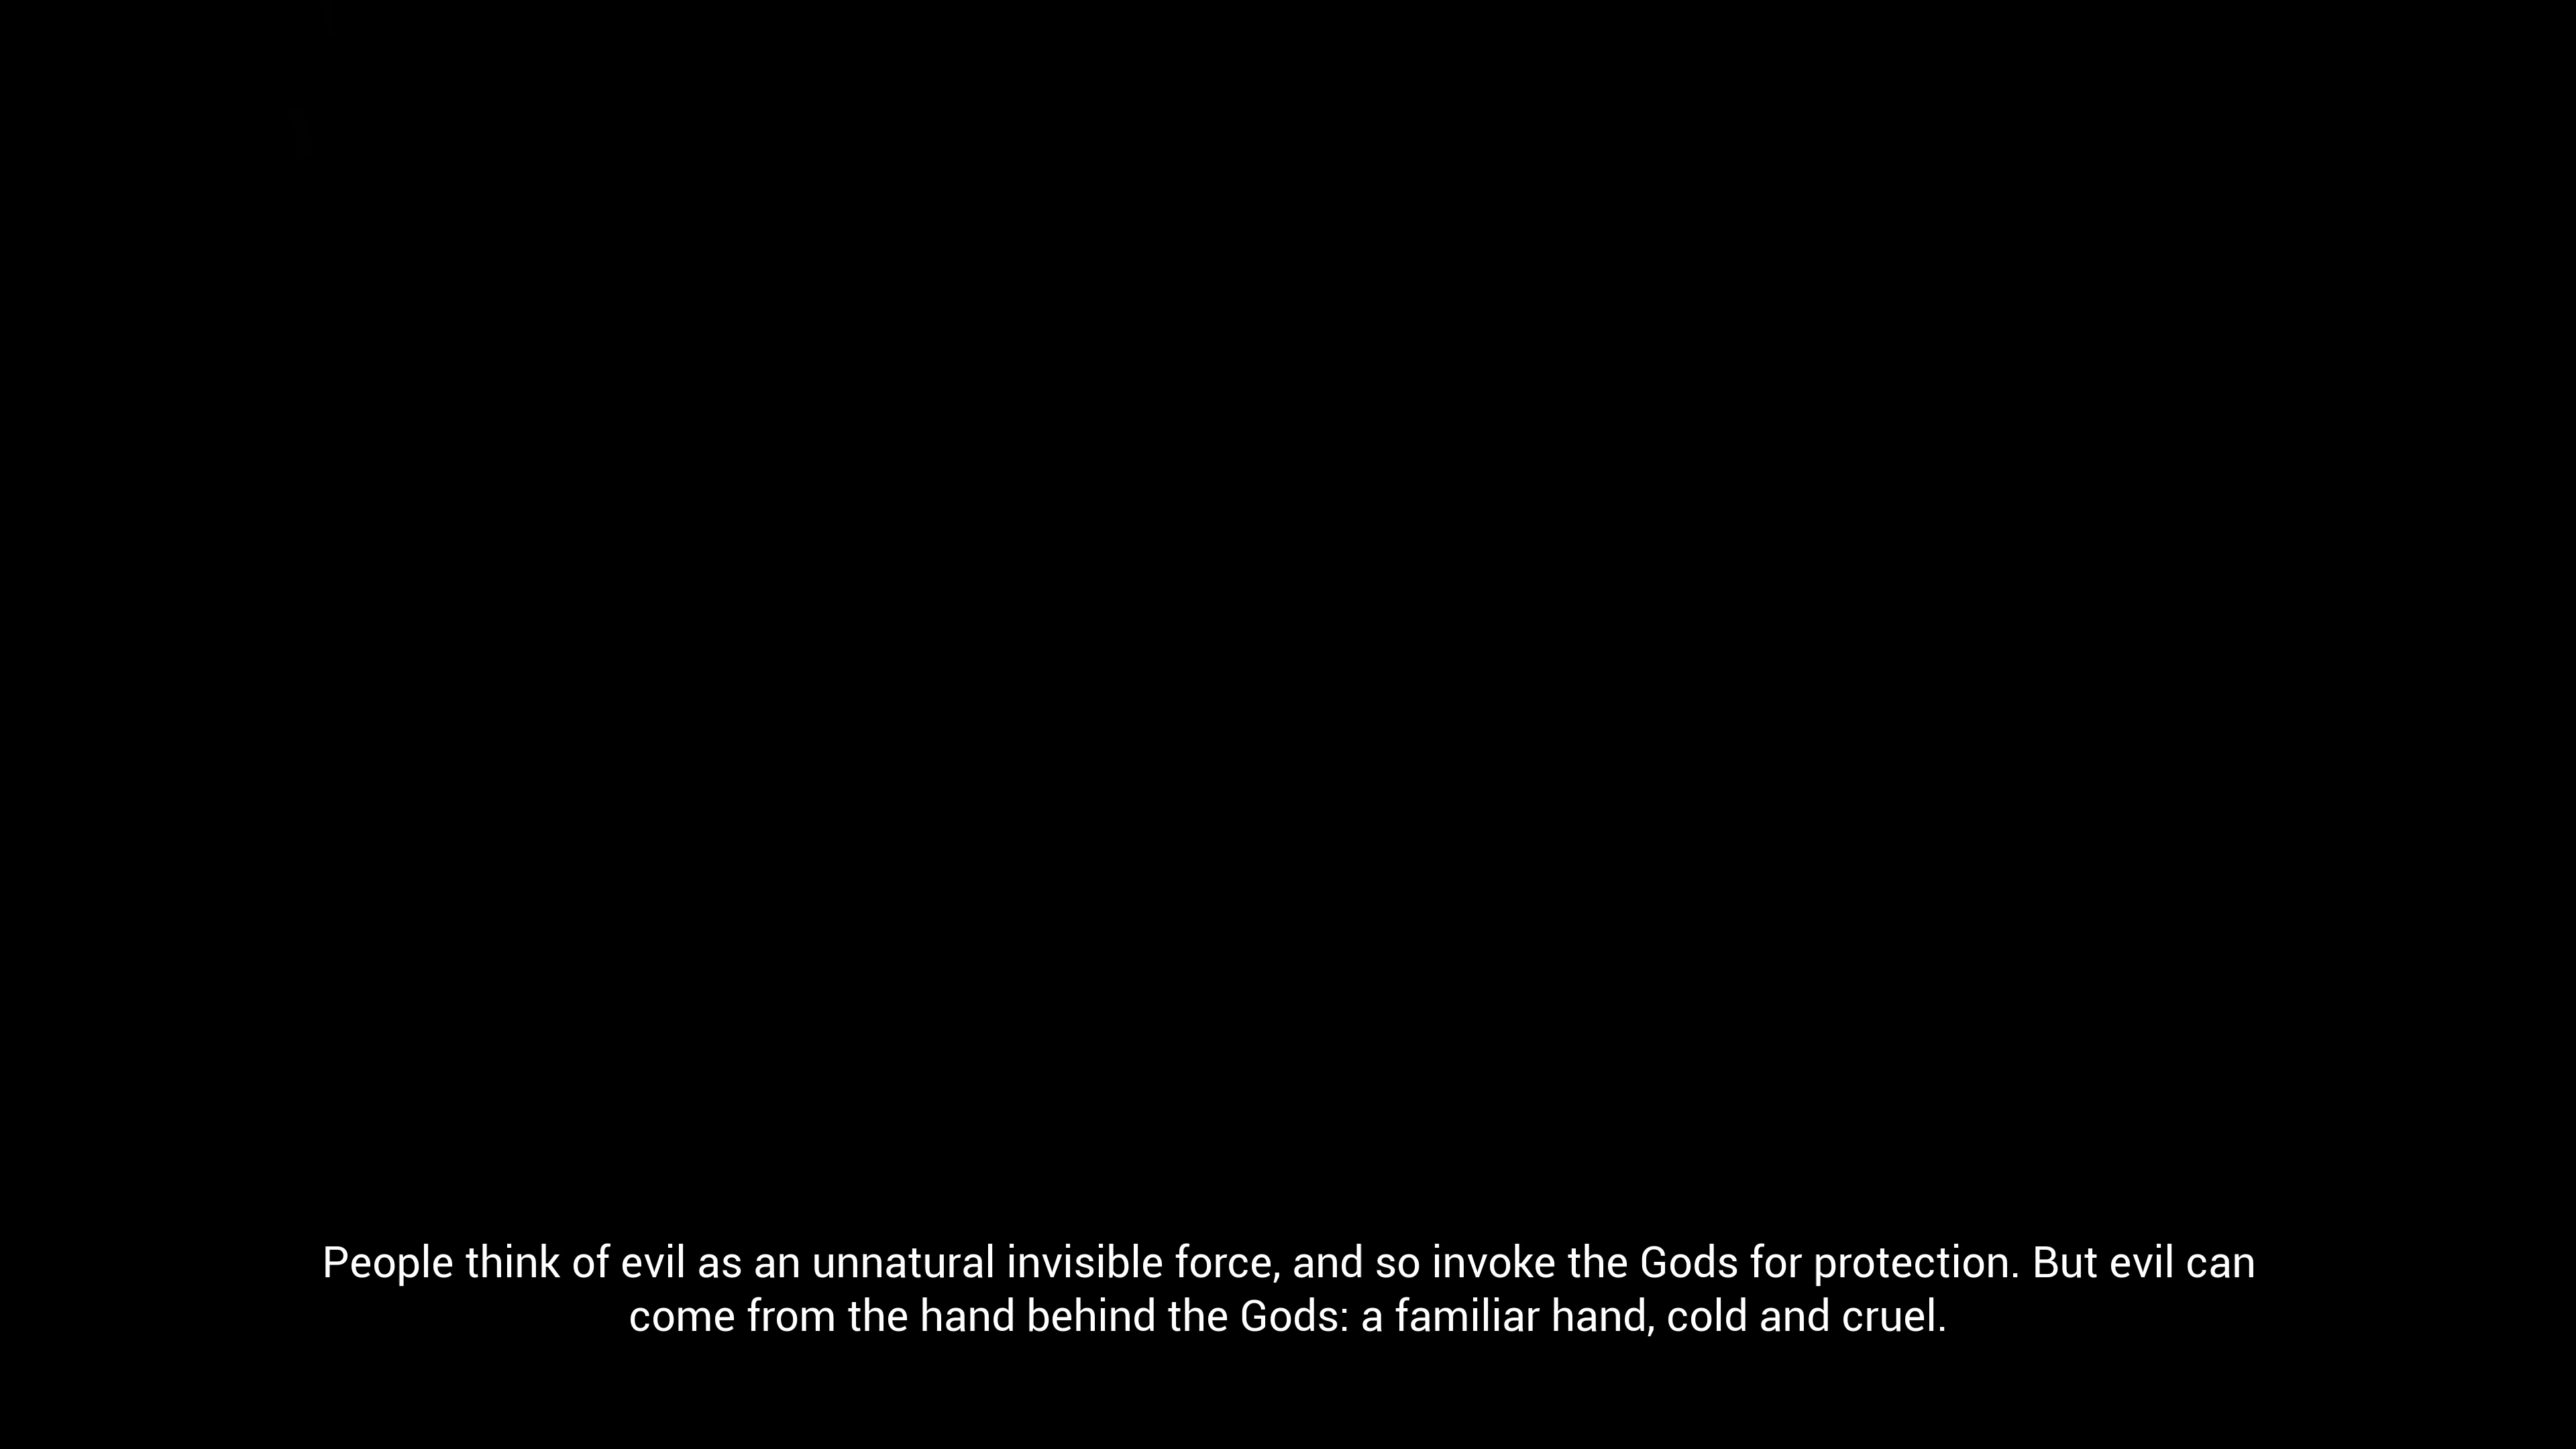 People think of evil as an unnatural invisible force, and so invoke the Gods for protection. But evil can
come from the hand behind the Gods: a familiar hand, cold and cruel.